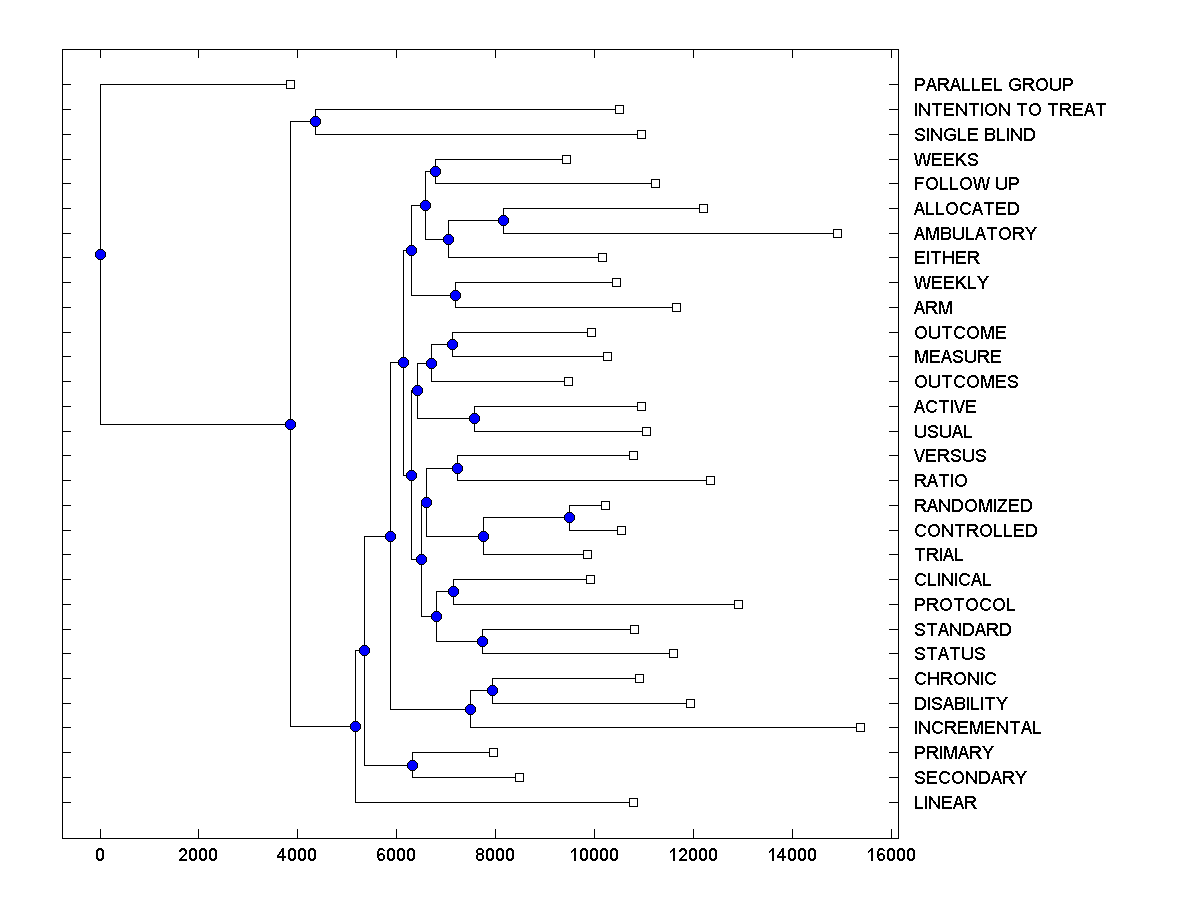 PARALLEL GROUP
INTENTION TO TREAT
SINGLE BLIND
WEEKS
FOLLOW UP
ALLOCATED
AMBULATORY
EITHER
WEEKLY
ARM
OUTCOME
MEASURE
OUTCOMES
ACTIVE
USUAL
VERSUS
RATIO
RANDOMIZED
CONTROLLED
TRIAL
CLINICAL
PROTOCOL
STANDARD
STATUS
CHRONIC
DISABILITY
INCREMENTAL
PRIMARY
SECONDARY
LINEAR
0 2000 4000 6000 8000 10000 12000 14000 16000